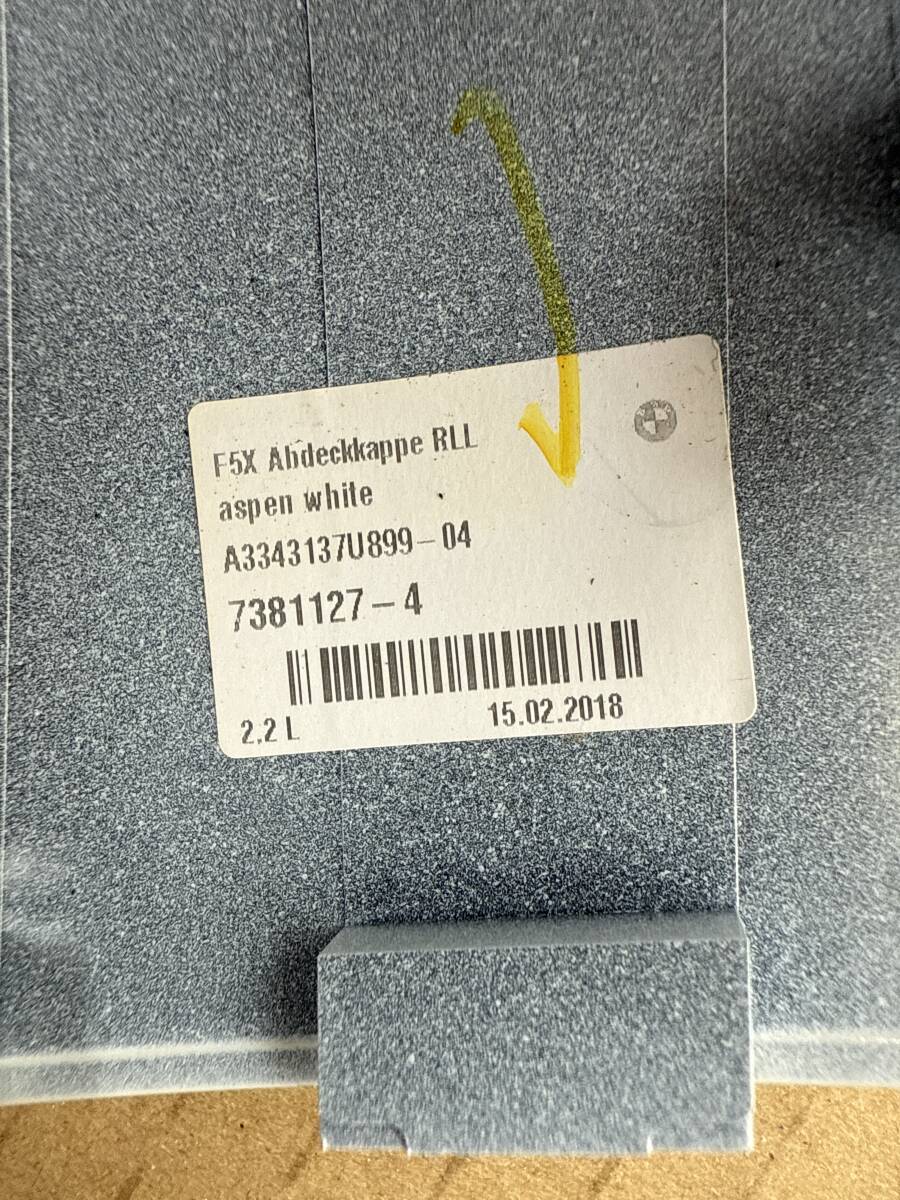 F5X Abdeckkappe RLL
aspen white
A3343137U899-04
7381127-4
2.2 L
15.02.2018